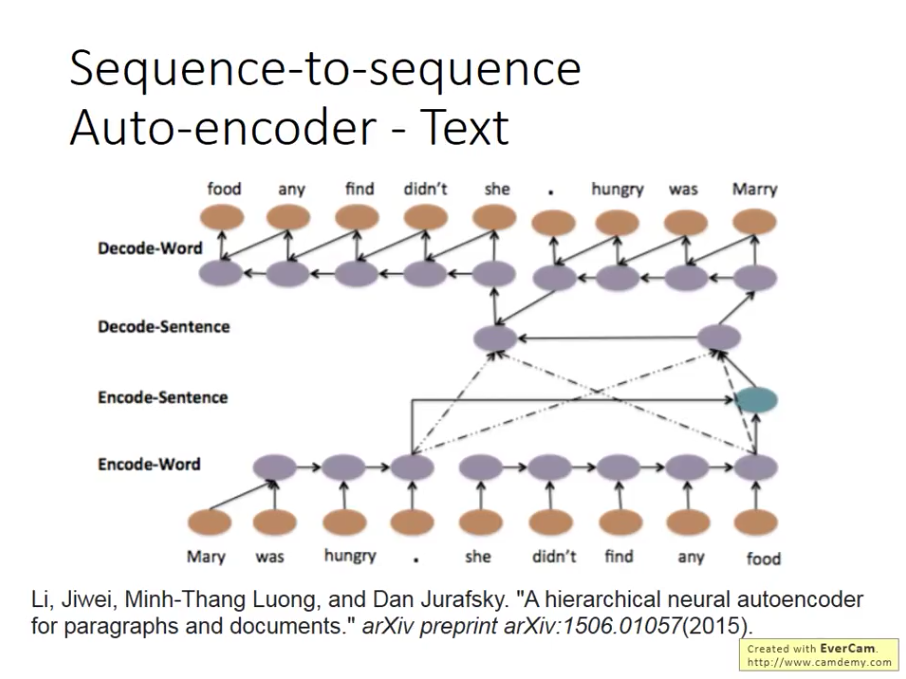 Sequence-to-sequence
Auto-encoder - Text
food any find didn't she . hungry was Marry
Decode-Word
Decode-Sentence
Encode-Sentence
Encode-Word
Mary was hungry . she didn't find any food
Li, Jiwei, Minh-Thang Luong, and Dan Jurafsky. "A hierarchical neural autoencoder
for paragraphs and documents." arXiv preprint arXiv:1506.01057(2015).
Created with EverCam.
http://www.camdemy.com